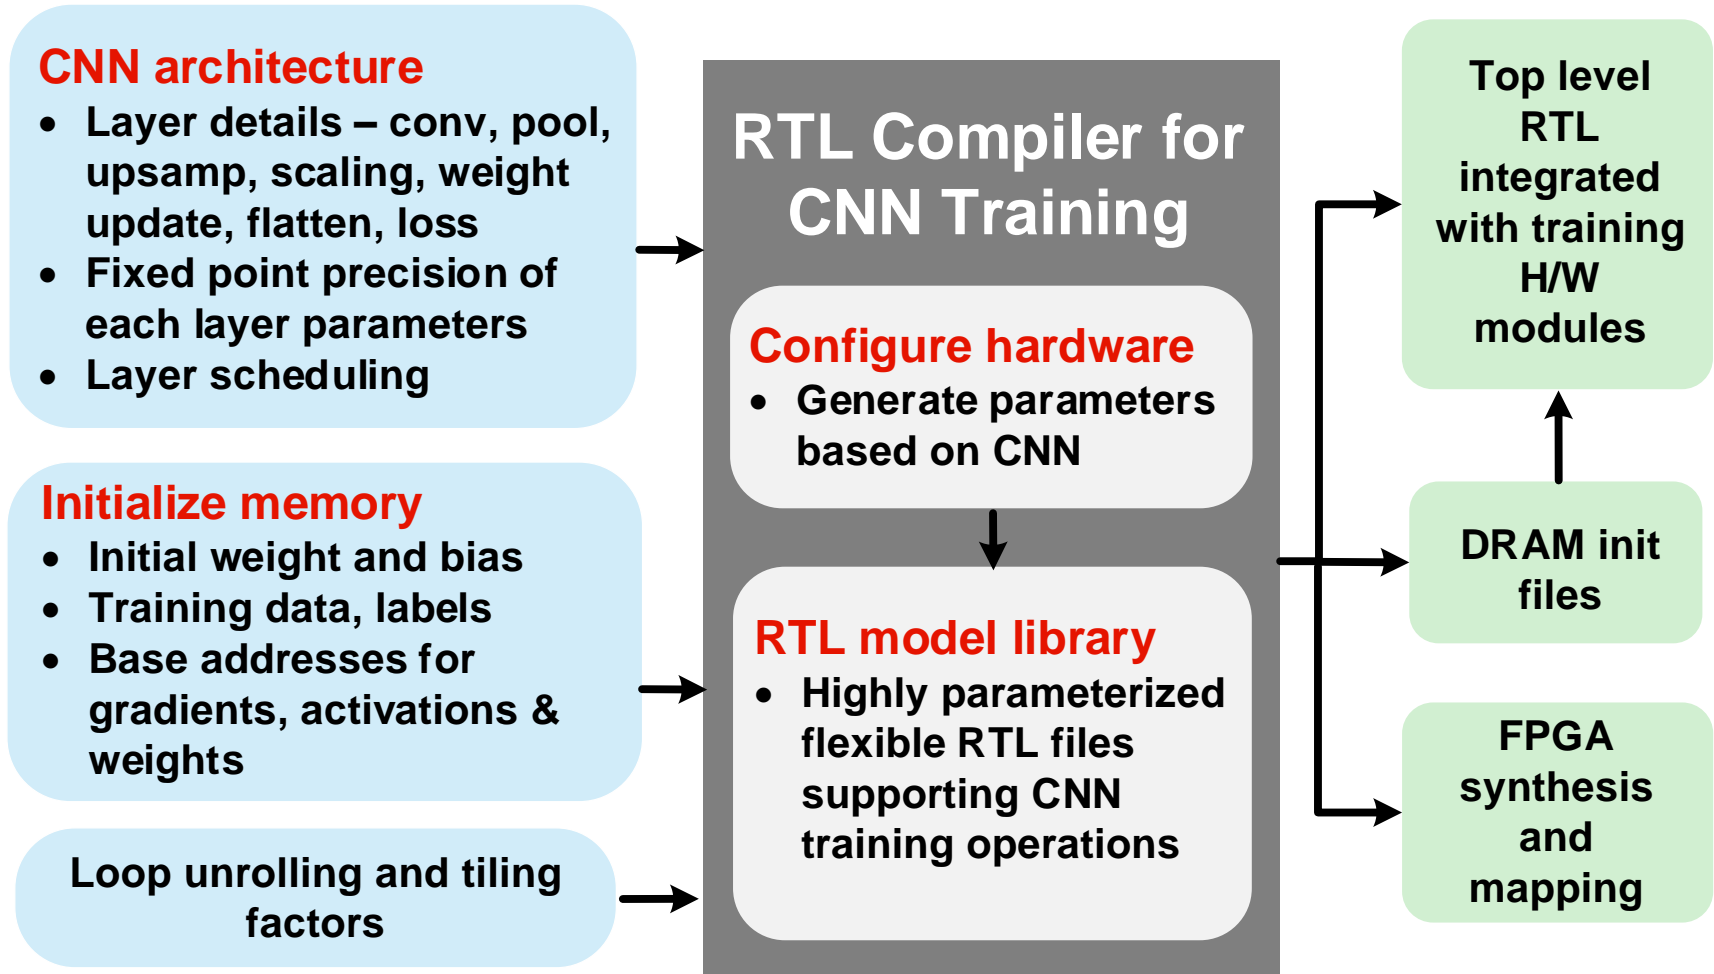 CNN architecture
• Layer details – conv, pool,
upsamp, scaling, weight
update, flatten, loss
• Fixed point precision of
each layer parameters
• Layer scheduling
Initialize memory
• Initial weight and bias
• Training data, labels
• Base addresses for
gradients, activations &
weights
Loop unrolling and tiling
factors
RTL Compiler for
CNN Training
Configure hardware
• Generate parameters
based on CNN
RTL model library
• Highly parameterized
flexible RTL files
supporting CNN
training operations
Top level
RTL
integrated
with training
H/W
modules
DRAM init
files
FPGA
synthesis
and
mapping